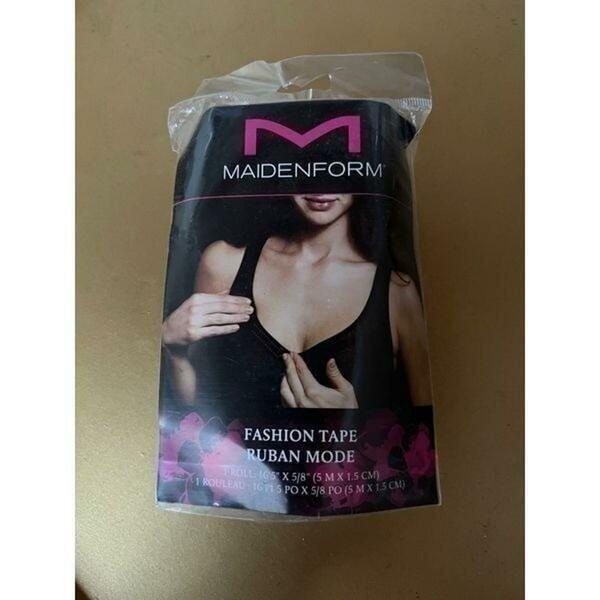 M
MAIDENFORM®
FASHION TAPE
RUBAN MODE
1 ROLL: 16'5" X 5/8" (5 M X 1.5 CM)
1 ROULEAU - 16 PI 5 PO X 5/8 PO (5 M X 1.5 CM)